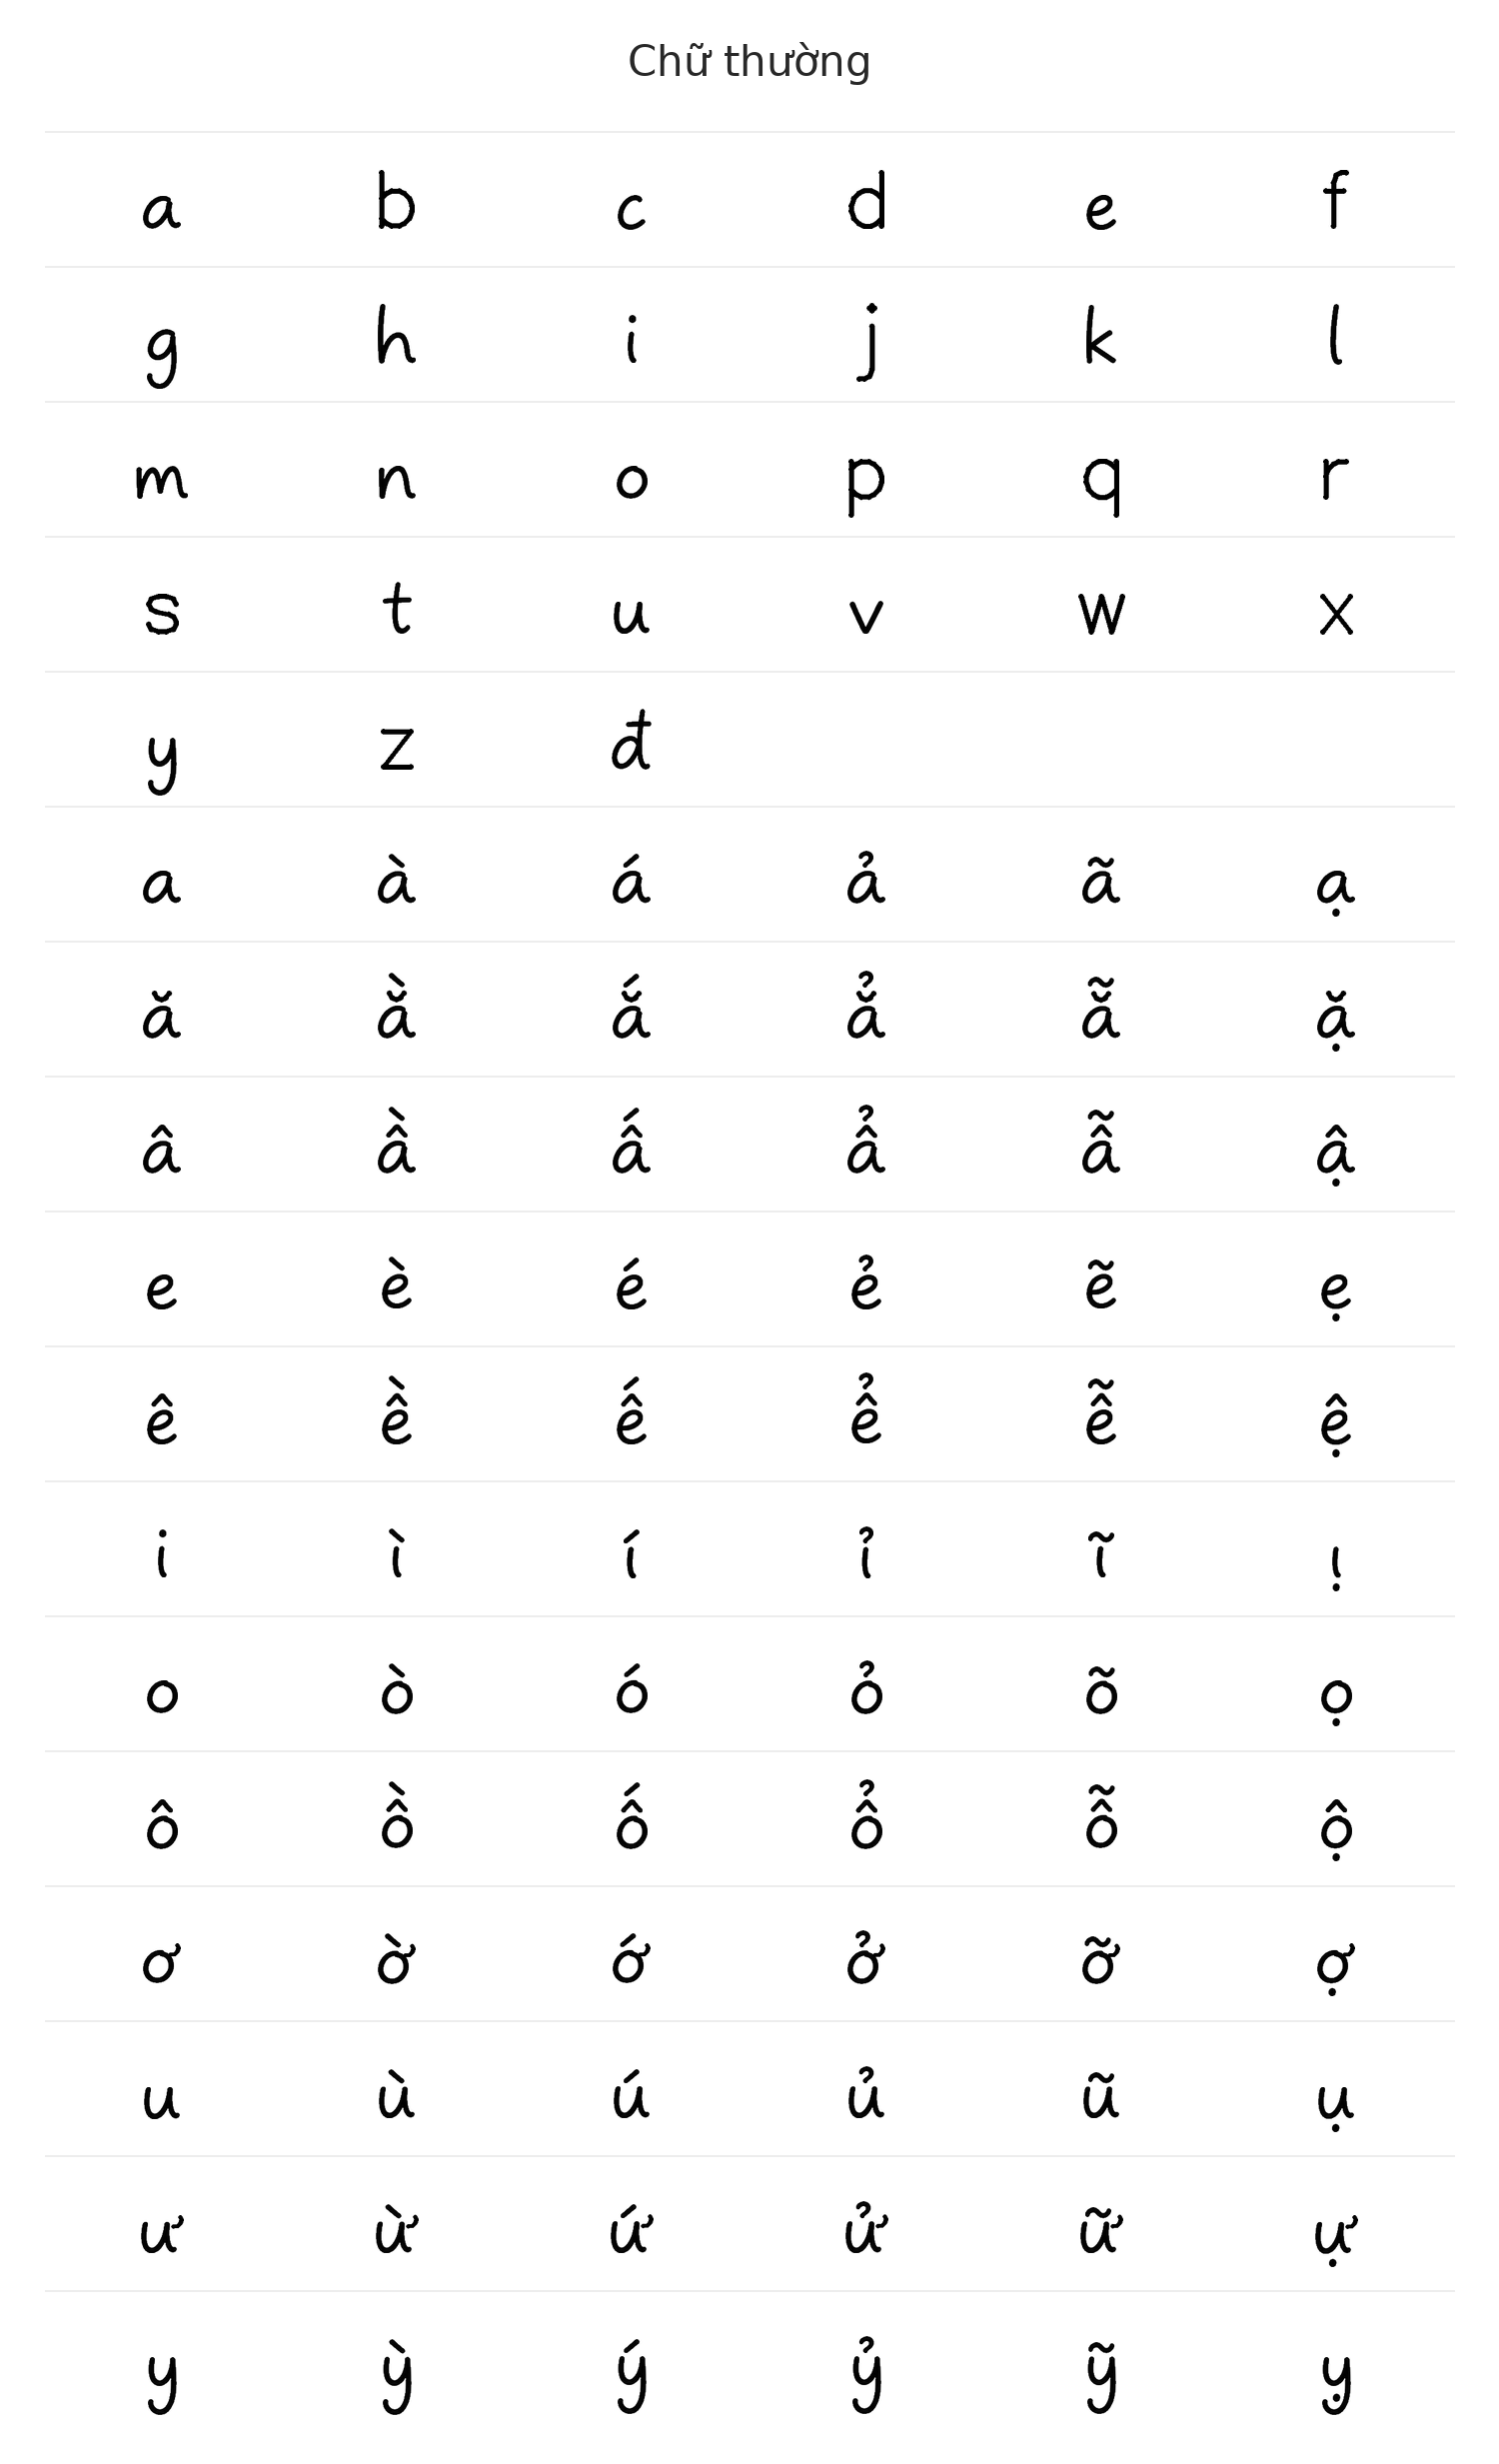 Chữ thường
a b c d e f
g h i j k l
m n o p q r
s t u v w x
y z đ
a à á ả ã ạ
ă ằ ắ ẳ ẵ ặ
â ầ ấ ẩ ẫ ậ
e è é ẻ ẽ ẹ
ê ề ế ể ễ ệ
i ì í ỉ ĩ ị
o ò ó ỏ õ ọ
ô ồ ố ổ ỗ ộ
ơ ờ ớ ở ỡ ợ
u ù ú ủ ũ ụ
ư ừ ứ ử ữ ự
y ỳ ý ỷ ỹ ỵ